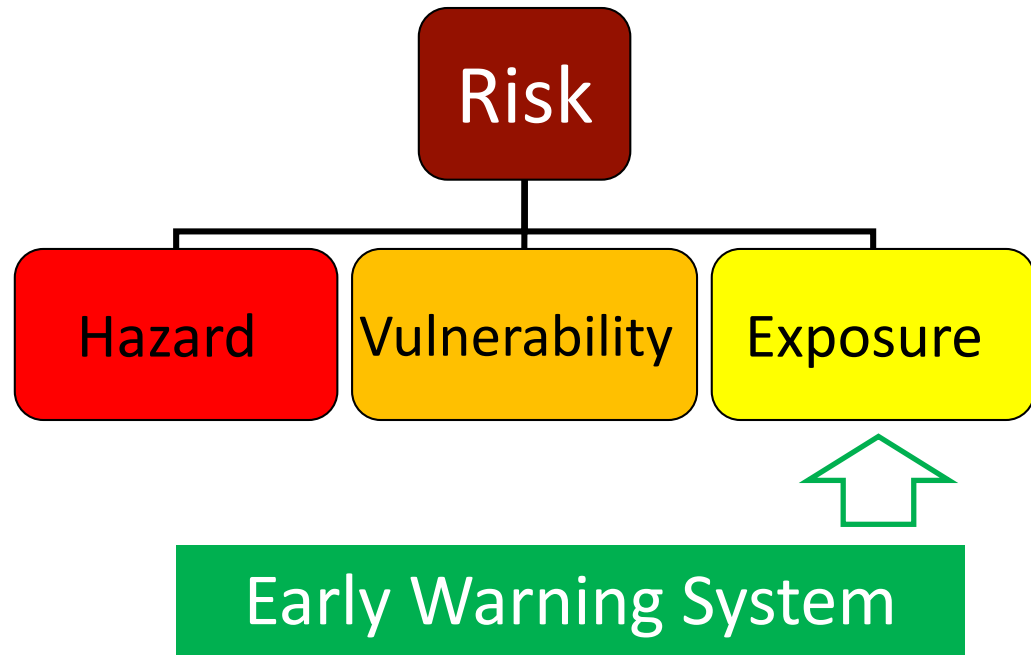 Risk
Hazard
Vulnerability
Exposure
Early Warning System